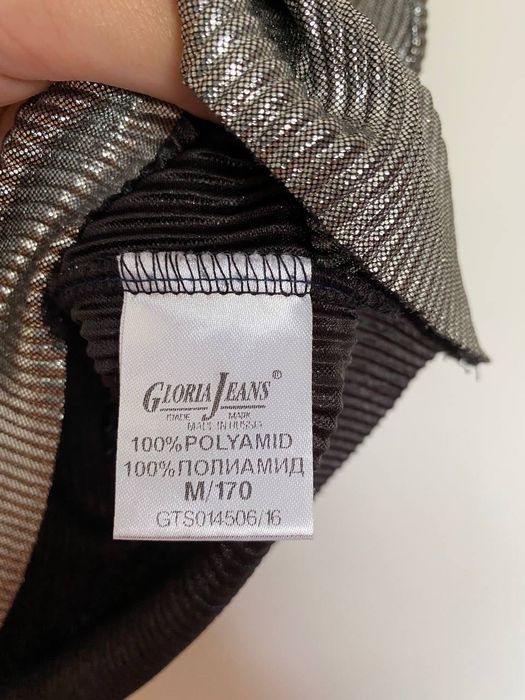 GLORIA JEANS ®
TRADE MARK
MADE IN RUSSIA
100%POLYAMID
100%ПОЛИАМИД
M/170
GTS014506/16